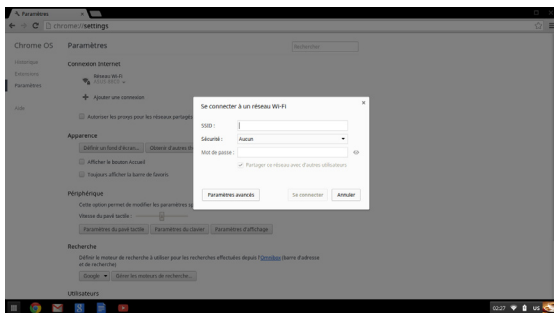 Paramètres
chrome://settings
Chrome OS
Paramètres
Rechercher
Historique
Extensions
Paramètres
Aide
Connexion Internet
Réseau Wi-Fi
Ajouter une connexion
Autoriser les proxys pour les réseaux partagés
Se connecter à un réseau Wi-Fi
SSID :
Sécurité :
Aucun
Mot de passe :
Partager ce réseau avec d'autres utilisateurs
Paramètres avancés
Se connecter
Annuler
Apparence
Définir un fond d'écran...
Obtenir d'autres
Afficher le bouton Accueil
Toujours afficher la barre de favoris
Périphérique
Cette option permet de modifier les paramètres
Vitesse du pavé tactile :
Paramètres du pavé tactile
Paramètres du clavier
Paramètres d'affichage
Recherche
Définir le moteur de recherche à utiliser pour les recherches effectuées depuis l'Omnibox (barre d'adresse
et de recherche).
Google
Gérer les moteurs de recherche...
Utilisateurs
02:27
US